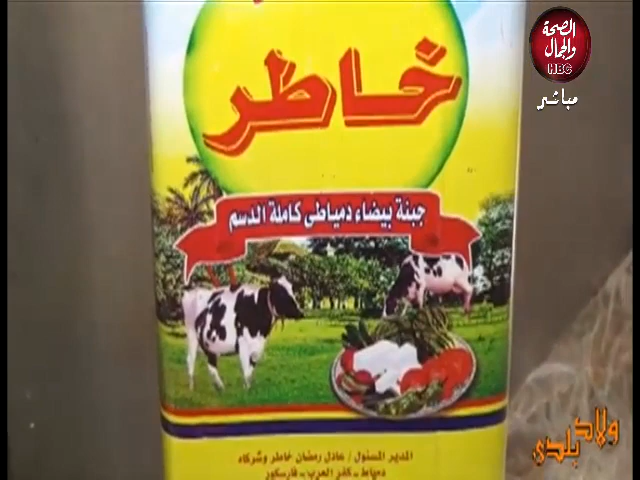 الصحة
والجمال
HBC
مباشر
خاطر
جبنة بيضاء دمياطى كاملة الدسم
المدير المسئول / عادل رمضان خاطر وشركاه
دمياط - كفر العرب - فارسكور
ولاد
بلدى